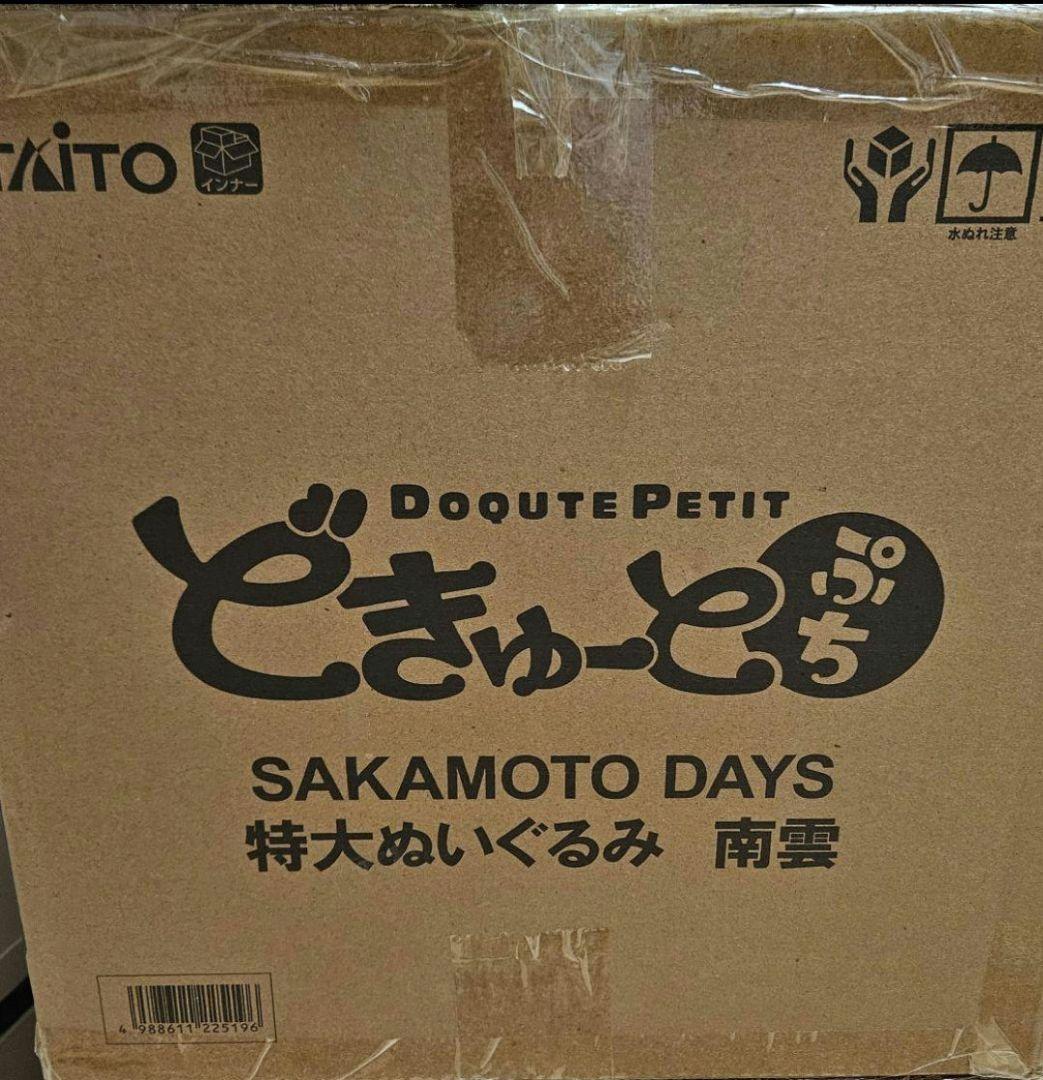 TAITO
インナー
水ぬれ注意
DOQUTE PETIT
どきゅーとぷち
SAKAMOTO DAYS
特大ぬいぐるみ 南雲
4 988611 225196